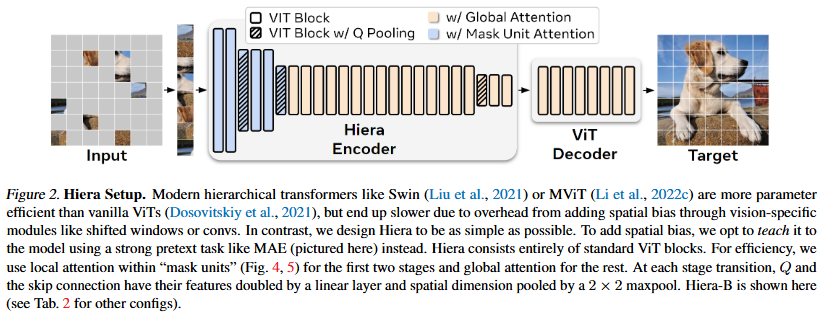 VIT Block
w/ Global Attention
VIT Block w/ Q Pooling
w/ Mask Unit Attention
Input
Hiera
Encoder
ViT
Decoder
Target
Figure 2. Hiera Setup. Modern hierarchical transformers like Swin (Liu et al., 2021) or MViT (Li et al., 2022c) are more parameter
efficient than vanilla ViTs (Dosovitskiy et al., 2021), but end up slower due to overhead from adding spatial bias through vision-specific
modules like shifted windows or convs. In contrast, we design Hiera to be as simple as possible. To add spatial bias, we opt to teach it to
the model using a strong pretext task like MAE (pictured here) instead. Hiera consists entirely of standard ViT blocks. For efficiency, we
use local attention within “mask units” (Fig. 4, 5) for the first two stages and global attention for the rest. At each stage transition, Q and
the skip connection have their features doubled by a linear layer and spatial dimension pooled by a 2 × 2 maxpool. Hiera-B is shown here
(see Tab. 2 for other configs).